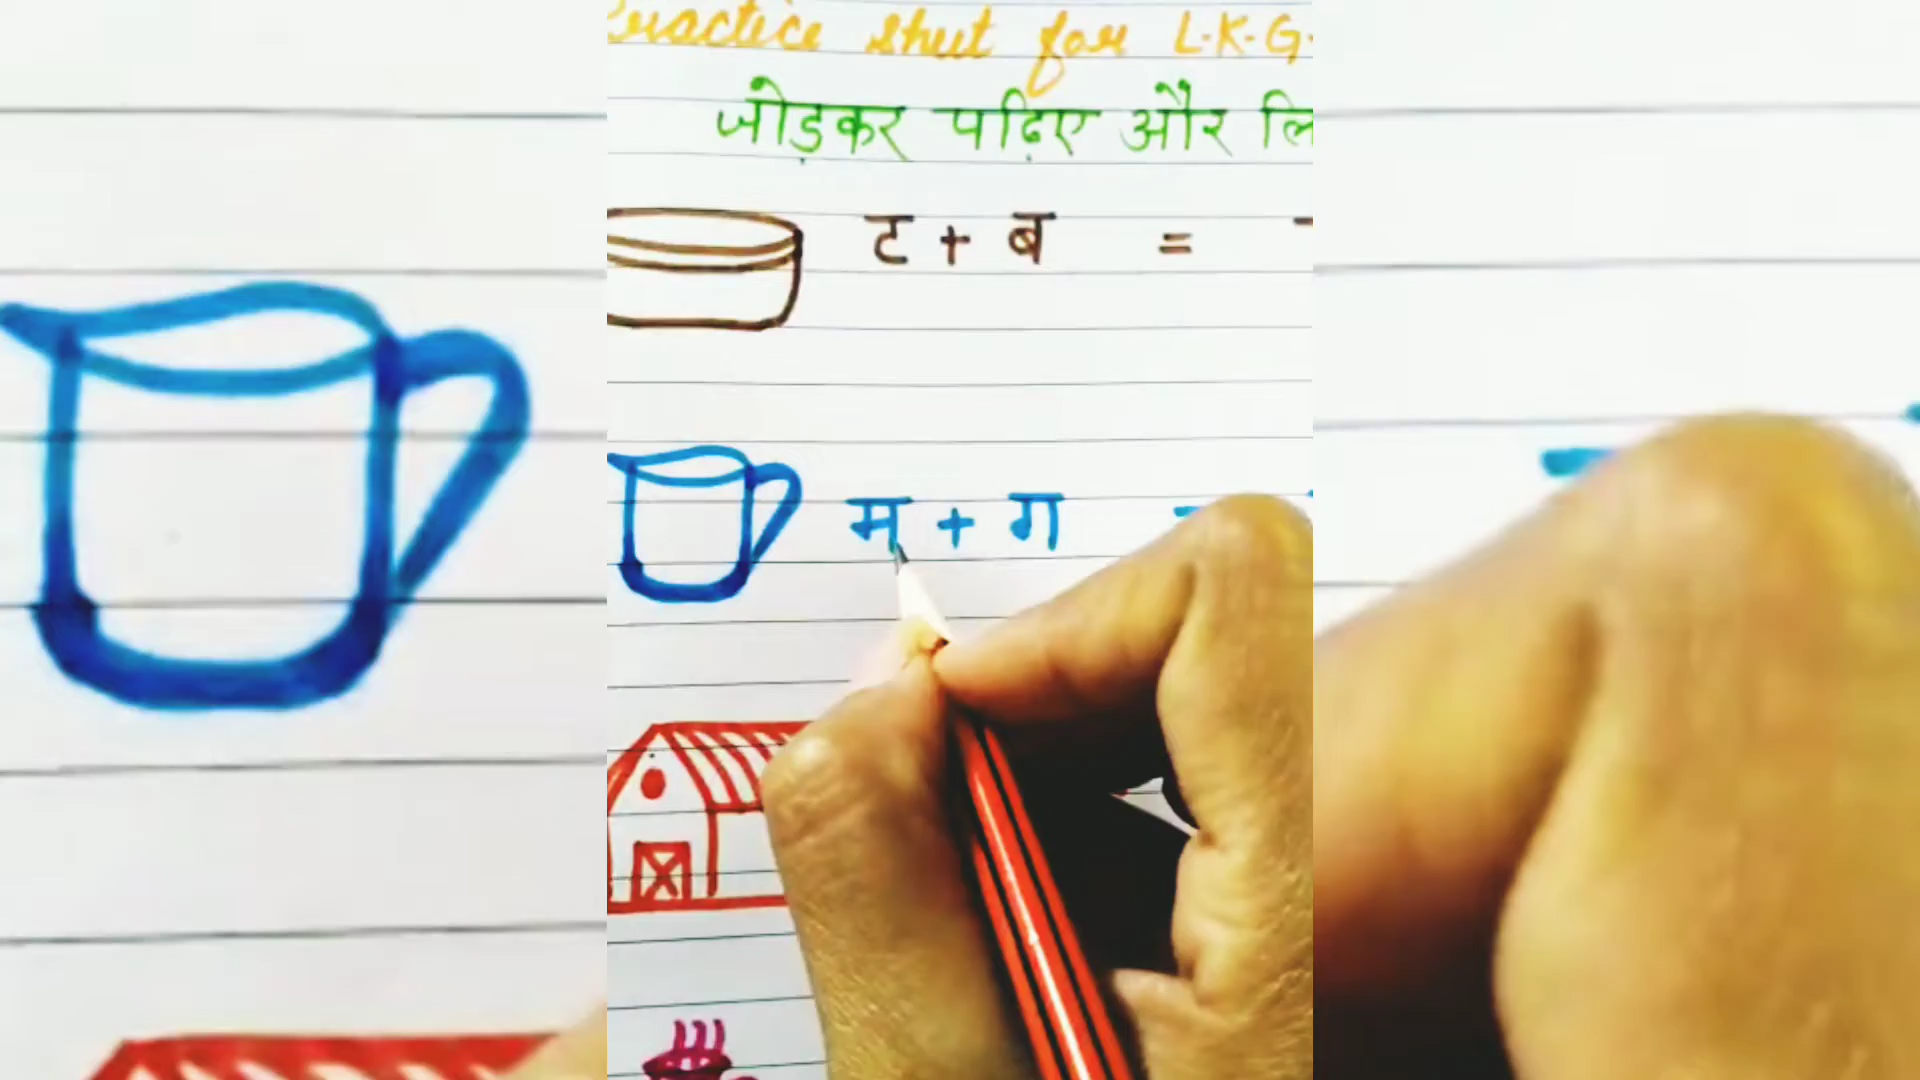 Practice sheet for L.K.G.
जोड़कर पढ़िए और लि
ट + ब =
म + ग